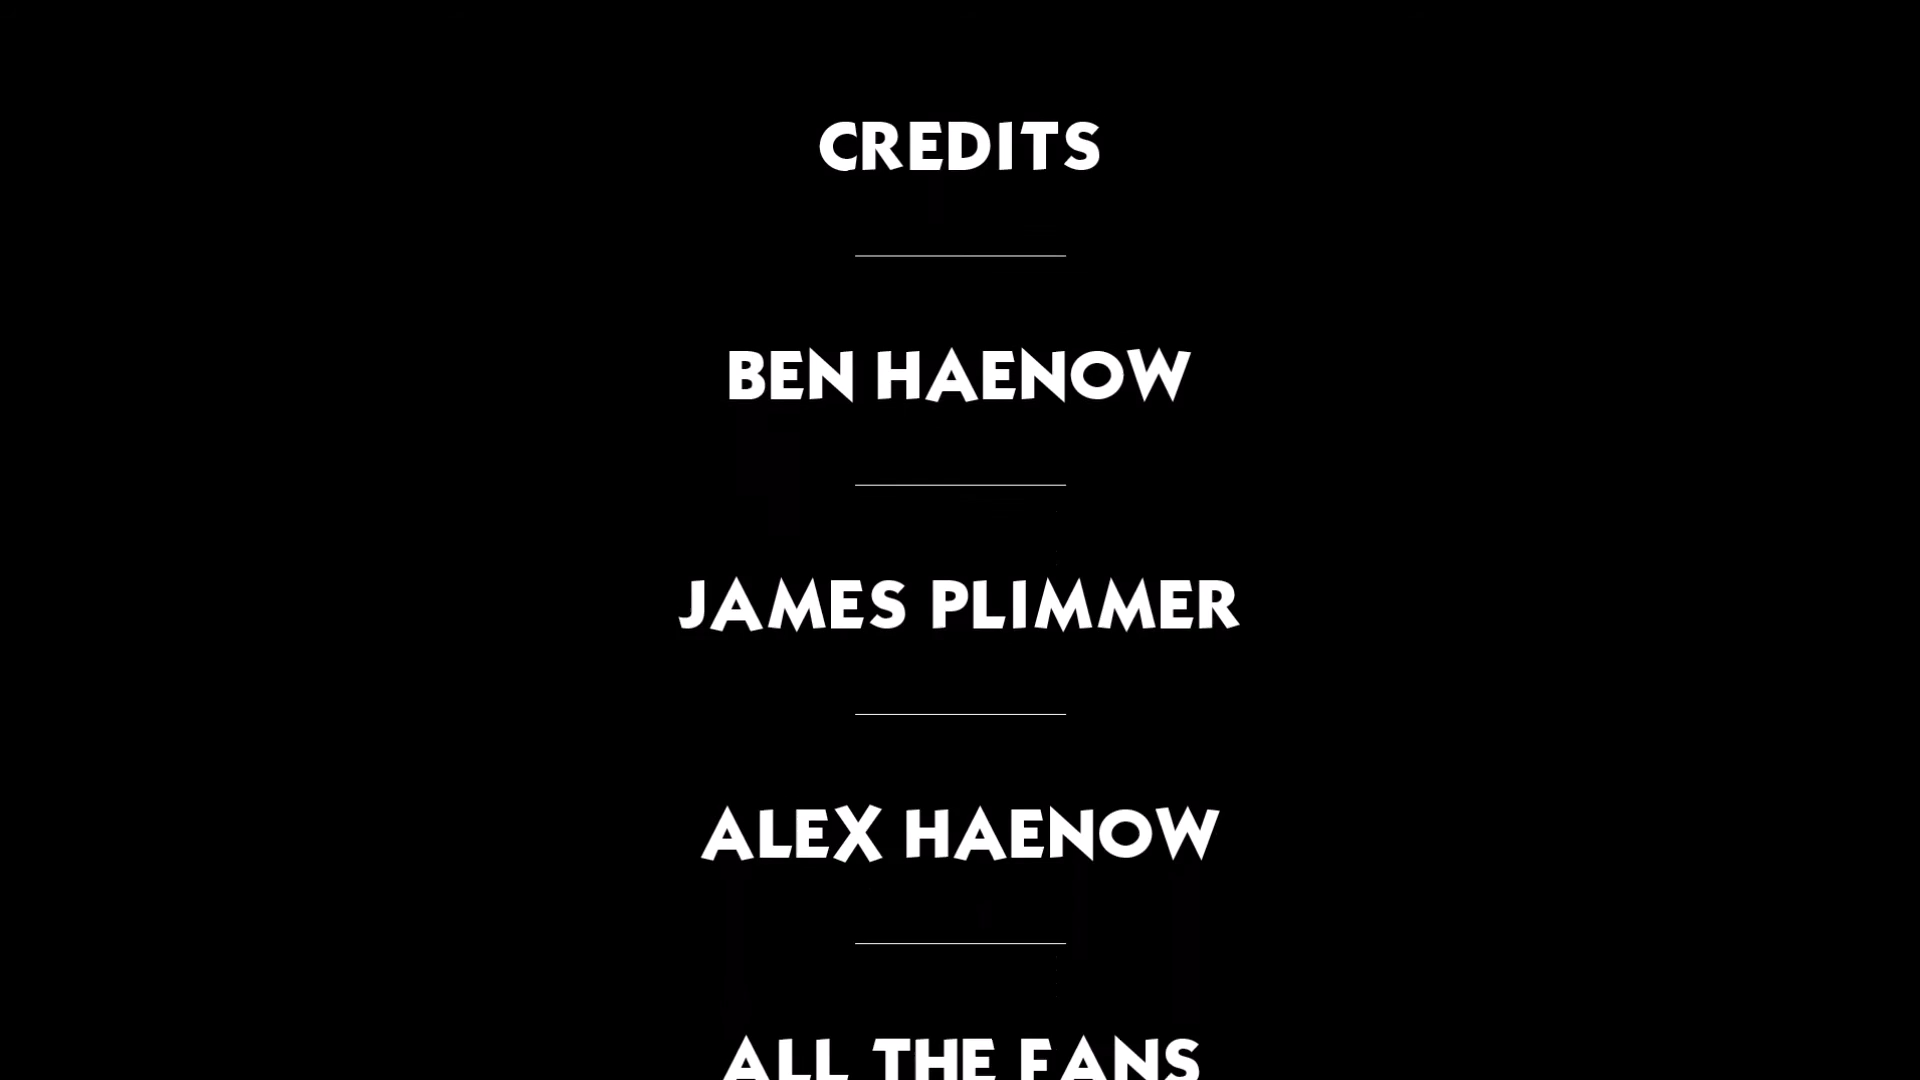 CREDITS
BEN HAENOW
JAMES PLIMMER
ALEX HAENOW
ALL THE FANS